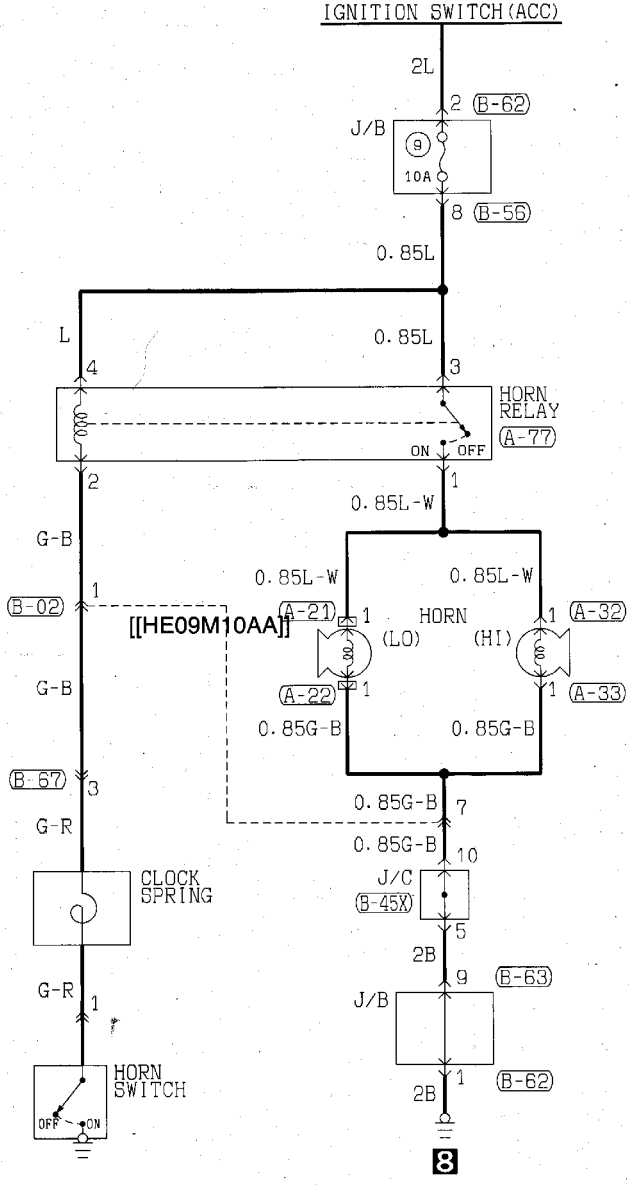 IGNITION SWITCH(ACC)
2L
2 B-62
J/B
9
10A
8 B-56
0.85L
L
0.85L
4
3
HORN
RELAY
A-77
ON OFF
2
1
0.85L-W
G-B
0.85L-W
0.85L-W
1
B-02
[[HE09M10AA]]
A-21 1
HORN
1 A-32
(LO)
(HI)
A-22 1
1 A-33
G-B
0.85G-B
0.85G-B
B-67
3
0.85G-B 7
G-R
0.85G-B
10
CLOCK
SPRING
J/C
B-45X
5
2B
G-R
1
9 B-63
J/B
HORN
SWITCH
1 B-62
2B
OFF ON
8